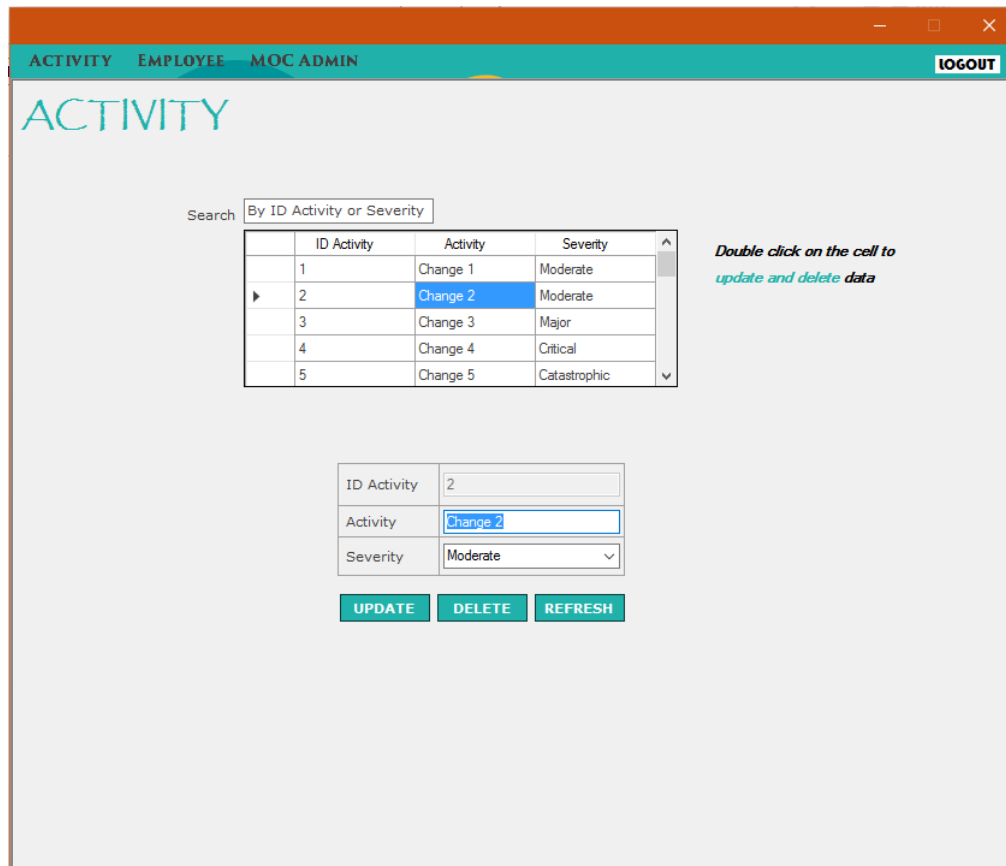 ACTIVITY EMPLOYEE MOC ADMIN LOGOUT
ACTIVITY
Search By ID Activity or Severity
ID Activity Activity Severity
1 Change 1 Moderate
2 Change 2 Moderate
3 Change 3 Major
4 Change 4 Critical
5 Change 5 Catastrophic
Double click on the cell to
update and delete data
ID Activity 2
Activity Change 2
Severity Moderate
UPDATE DELETE REFRESH